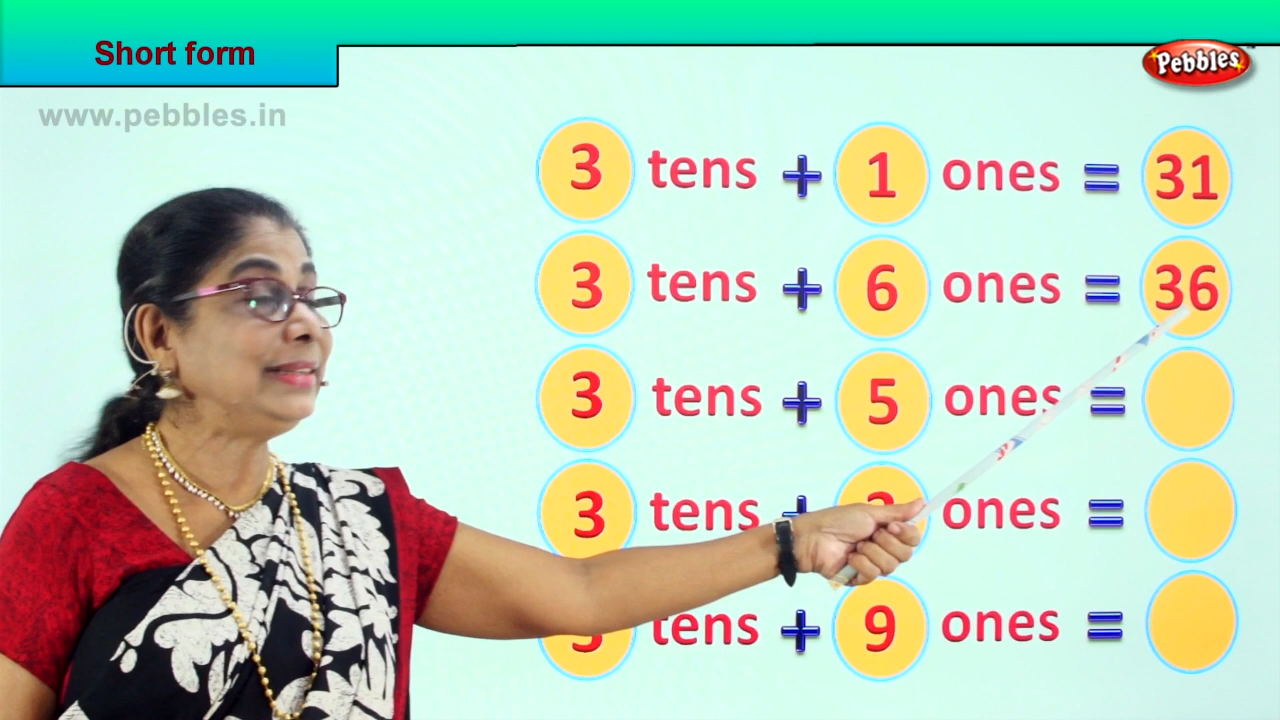 Short form
Pebbles
www.pebbles.in
3 tens + 1 ones = 31
3 tens + 6 ones = 36
3 tens + 5 ones =
3 tens + ones =
3 tens + 9 ones =